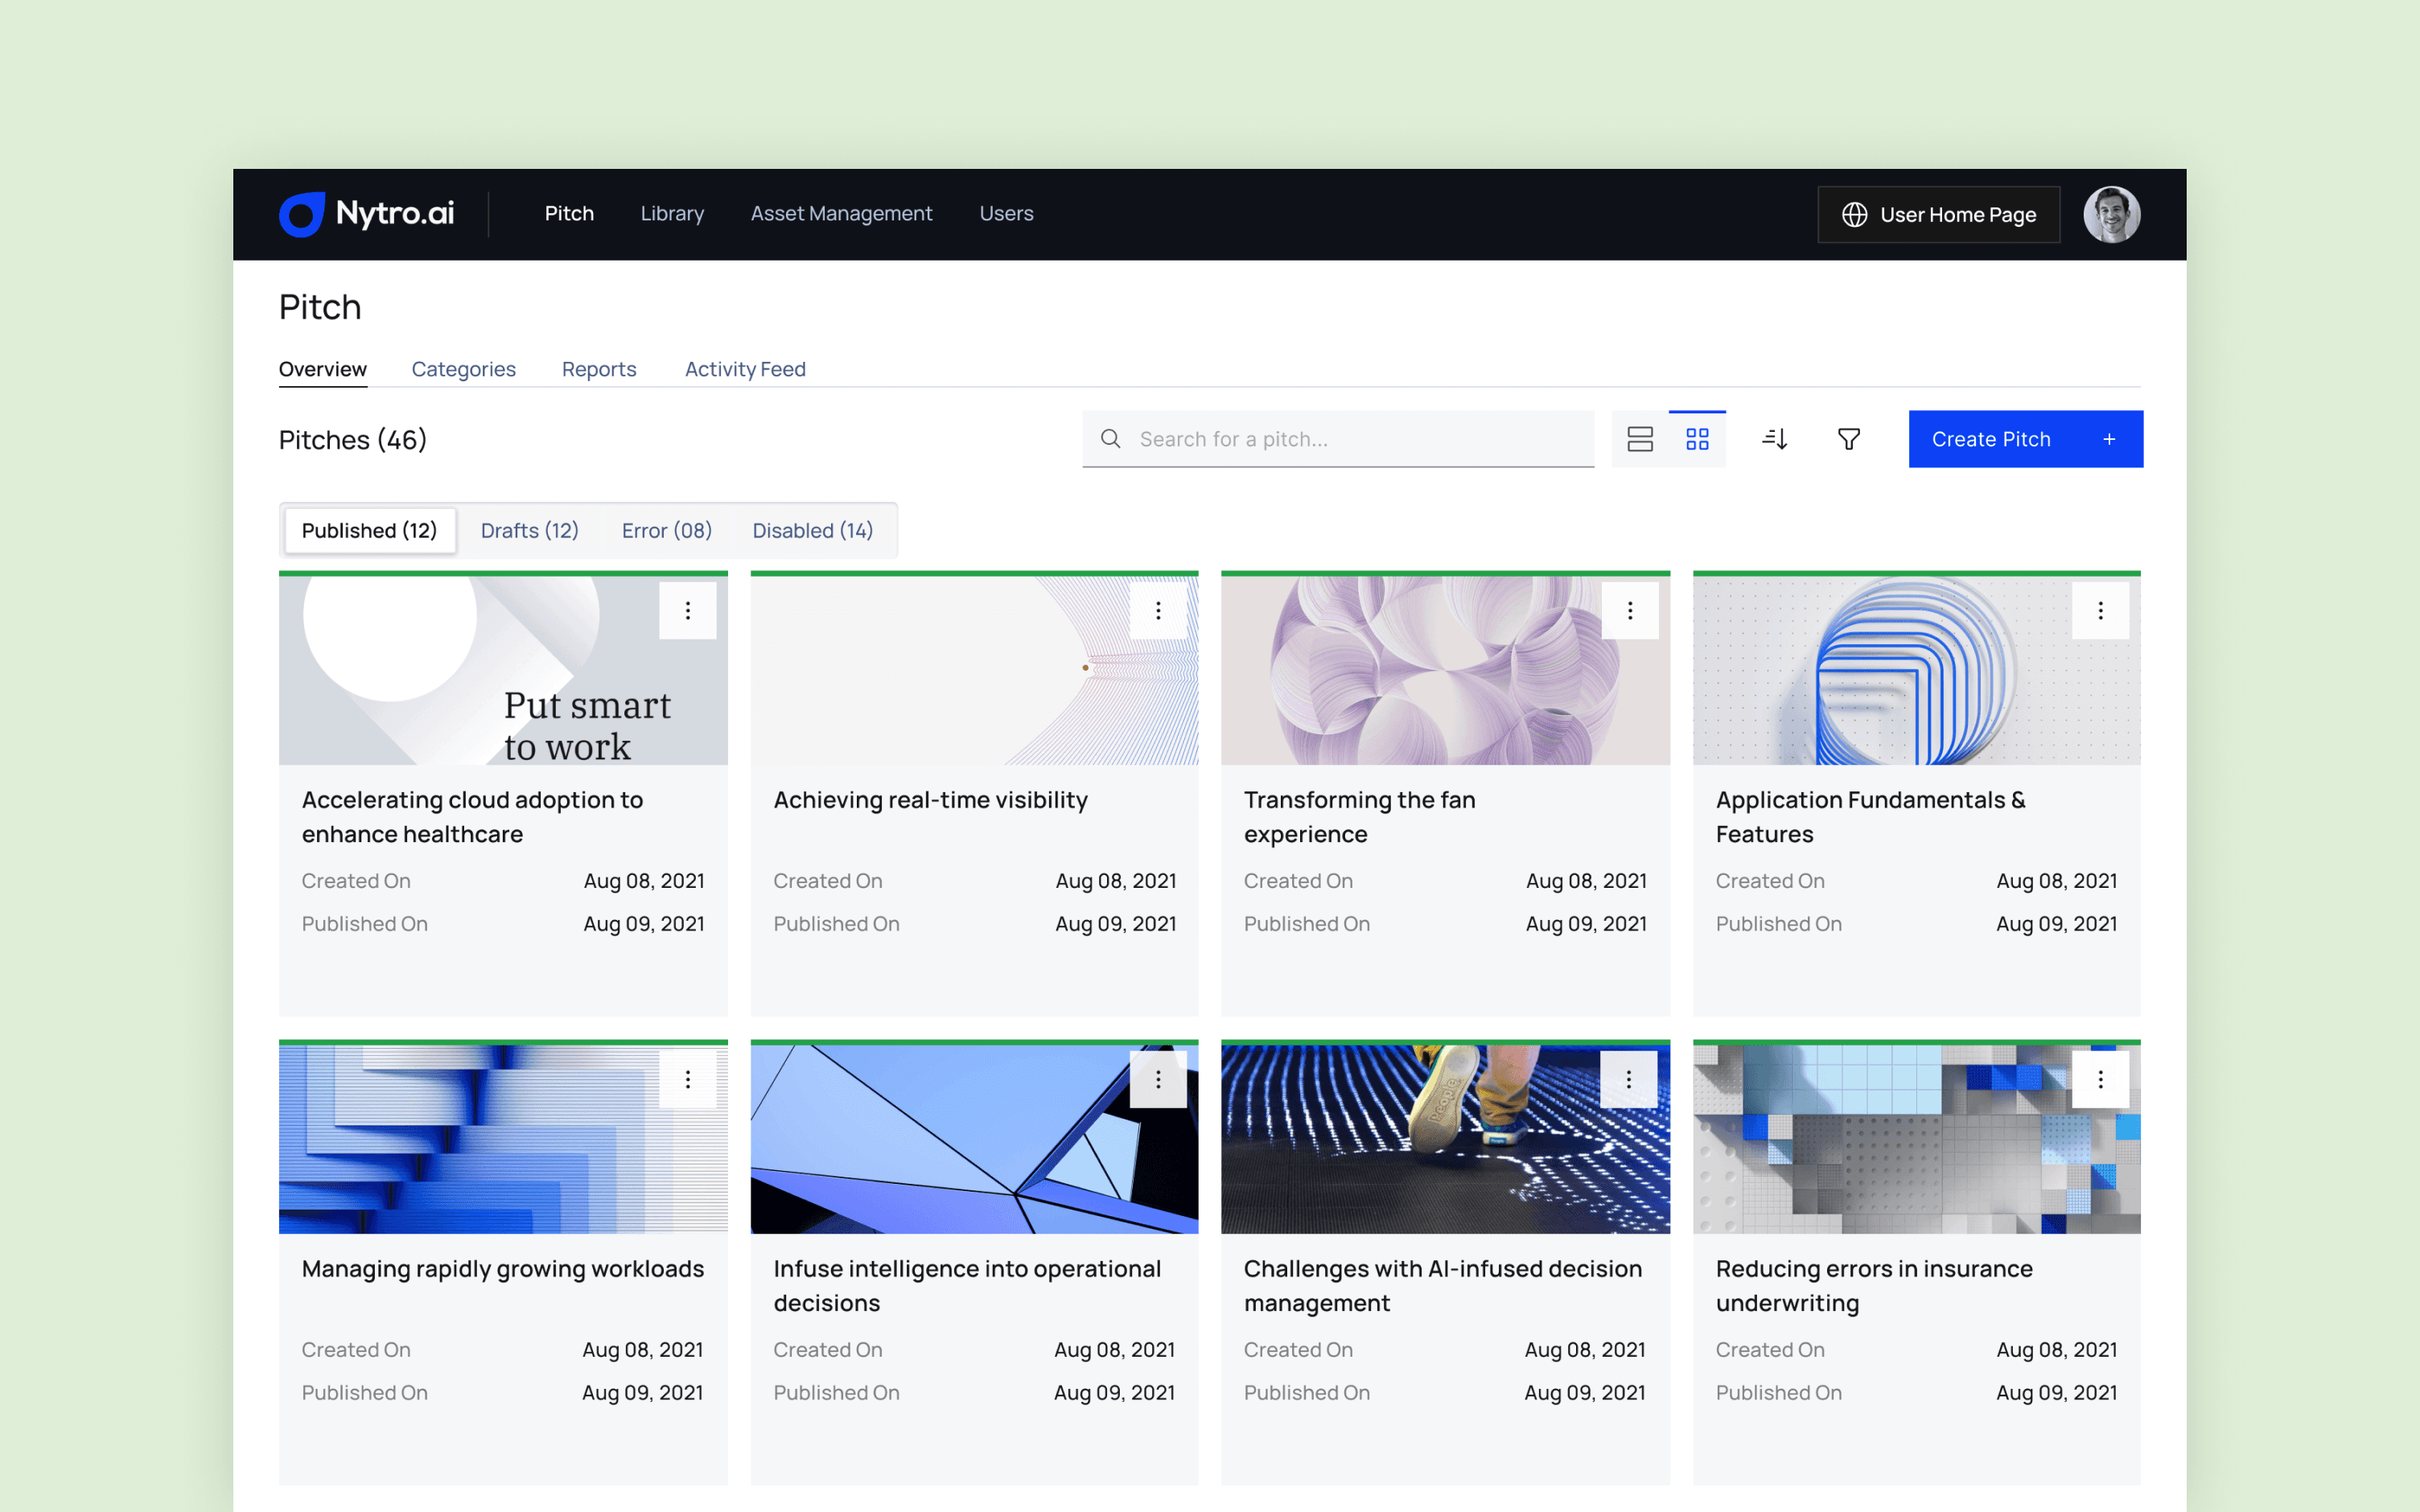 Nytro.ai
Pitch
Library
Asset Management
Users
User Home Page
Pitch
Overview
Categories
Reports
Activity Feed
Pitches (46)
Search for a pitch...
Create Pitch +
Published (12)
Drafts (12)
Error (08)
Disabled (14)
Put smart
to work
Accelerating cloud adoption to
enhance healthcare
Created On Aug 08, 2021
Published On Aug 09, 2021
Achieving real-time visibility
Created On Aug 08, 2021
Published On Aug 09, 2021
Transforming the fan
experience
Created On Aug 08, 2021
Published On Aug 09, 2021
Application Fundamentals &
Features
Created On Aug 08, 2021
Published On Aug 09, 2021
Managing rapidly growing workloads
Created On Aug 08, 2021
Published On Aug 09, 2021
Infuse intelligence into operational
decisions
Created On Aug 08, 2021
Published On Aug 09, 2021
People
Challenges with AI-infused decision
management
Created On Aug 08, 2021
Published On Aug 09, 2021
Reducing errors in insurance
underwriting
Created On Aug 08, 2021
Published On Aug 09, 2021